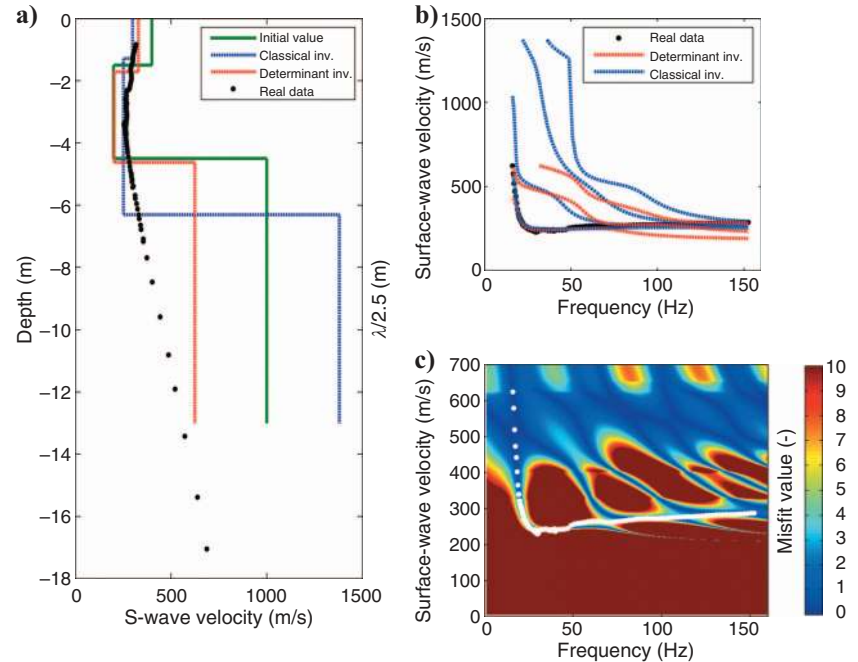 a)
0
−2
−4
−6
−8
−10
−12
−14
−16
−18
Depth (m)
λ/2.5 (m)
0 500 1000 1500
S-wave velocity (m/s)
Initial value
Classical inv.
Determinant inv.
Real data
b)
1500
1000
500
0
Surface-wave velocity (m/s)
0 50 100 150
Frequency (Hz)
Real data
Determinant inv.
Classical inv.
c)
700
600
500
400
300
200
100
0
Surface-wave velocity (m/s)
0 50 100 150
Frequency (Hz)
10
9
8
7
6
5
4
3
2
1
0
Misfit value (-)